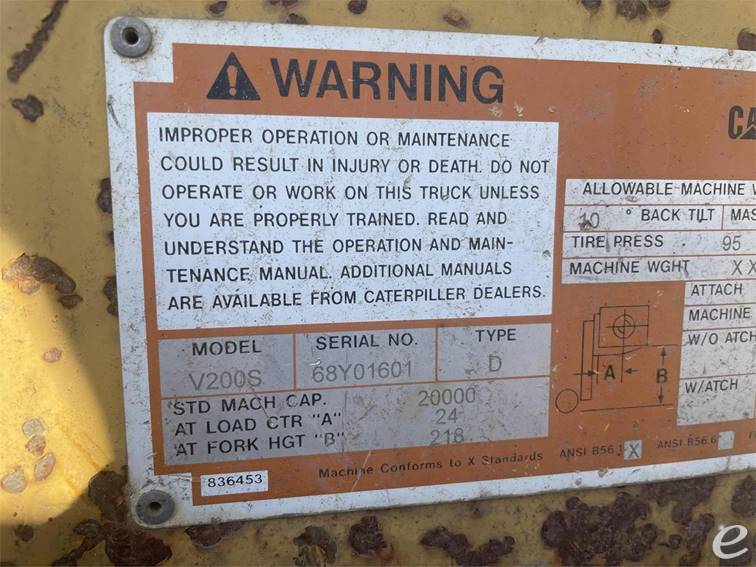 WARNING
IMPROPER OPERATION OR MAINTENANCE
COULD RESULT IN INJURY OR DEATH. DO NOT
OPERATE OR WORK ON THIS TRUCK UNLESS
YOU ARE PROPERLY TRAINED. READ AND
UNDERSTAND THE OPERATION AND MAIN-
TENANCE MANUAL. ADDITIONAL MANUALS
ARE AVAILABLE FROM CATERPILLER DEALERS.
MODEL SERIAL NO. TYPE
V200S 68Y01601 D
STD MACH CAP. 20000
AT LOAD CTR "A" 24
AT FORK HGT "B" 218
836453 Machine Conforms to X Standards ANSI B56.1 X ANSI B56.6
ALLOWABLE MACHINE
10 ° BACK TILT
TIRE PRESS. 95
MACHINE WGHT XX
ATTACH
MACHINE
W/O ATCH
W/ATCH
A B
e